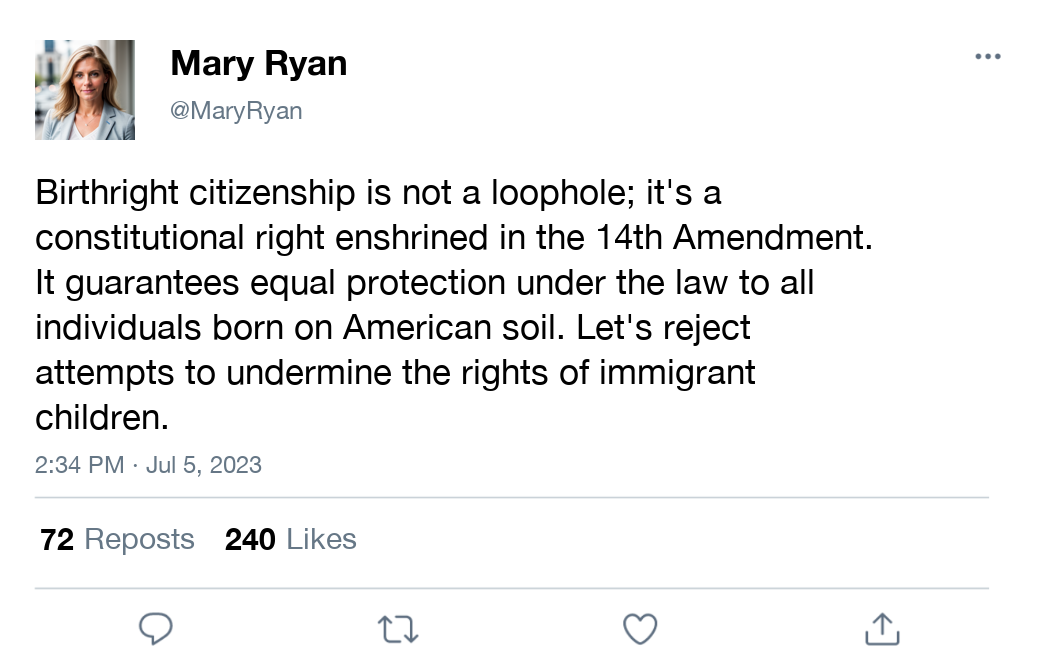 Mary Ryan
@MaryRyan
Birthright citizenship is not a loophole; it's a
constitutional right enshrined in the 14th Amendment.
It guarantees equal protection under the law to all
individuals born on American soil. Let's reject
attempts to undermine the rights of immigrant
children.
2:34 PM · Jul 5, 2023
72 Reposts 240 Likes